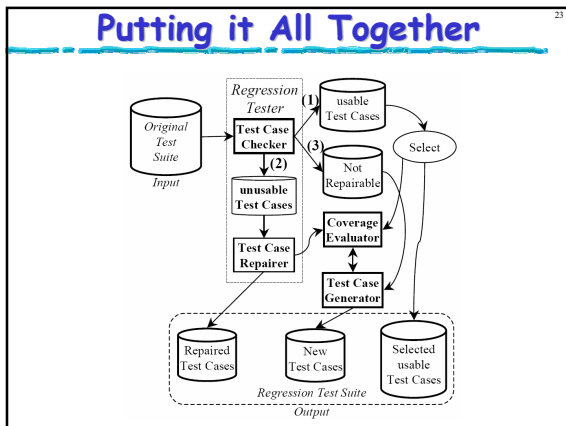 Putting it All Together
23
Regression
Tester
Original
Test
Suite
Input
Test Case
Checker
(1)
usable
Test Cases
Select
(2)
(3)
Not
Repairable
unusable
Test Cases
Coverage
Evaluator
Test Case
Repairer
Test Case
Generator
Repaired
Test Cases
New
Test Cases
Selected
usable
Test Cases
Regression Test Suite
Output